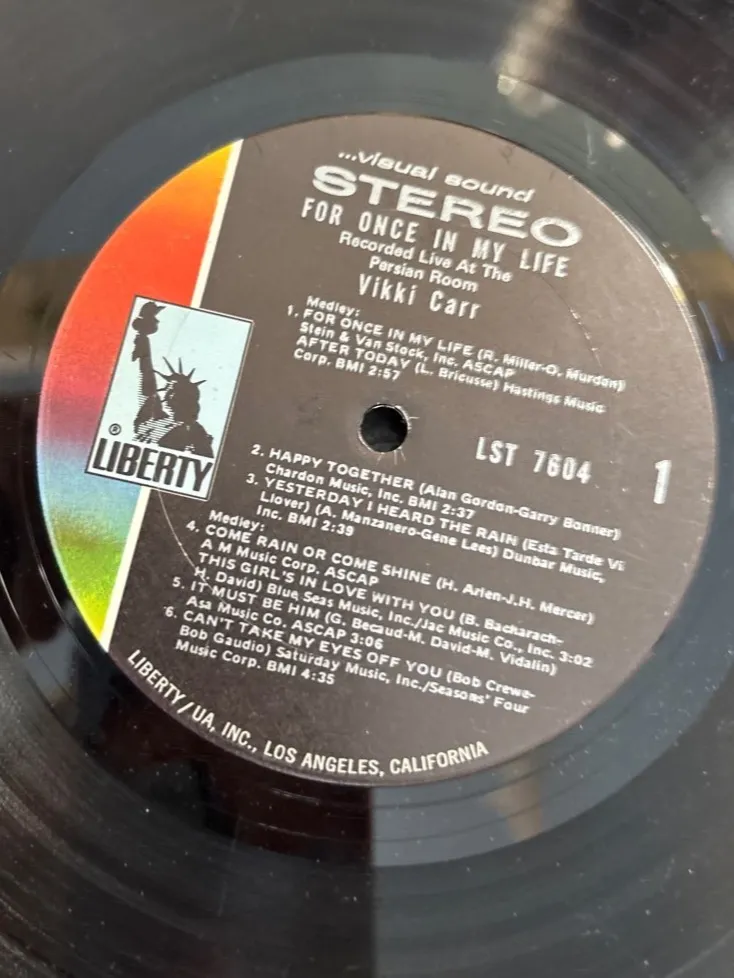 ...visual sound
STEREO
FOR ONCE IN MY LIFE
Recorded Live At The
Persian Room
Vikki Carr
Medley:
1. FOR ONCE IN MY LIFE (R. Miller-O. Murdan)
Stein & Van Stock, Inc. ASCAP
AFTER TODAY (L. Bricusse) Hastings Music
Corp. BMI 2:57
LST 7604
1
® LIBERTY
2. HAPPY TOGETHER (Alan Gordon-Garry Bonner)
Chardon Music, Inc. BMI 2:37
3. YESTERDAY I HEARD THE RAIN (Esta Tarde Vi
Llover) (A. Manzanero-Gene Lees) Dunbar Music,
Inc. BMI 2:39
Medley:
4. COME RAIN OR COME SHINE (H. Arlen-J.H. Mercer)
A M Music Corp. ASCAP
THIS GIRL'S IN LOVE WITH YOU (B. Bacharach-
H. David) Blue Seas Music, Inc./Jac Music Co., Inc. 3:02
5. IT MUST BE HIM (G. Becaud-M. David-M. Vidalin)
Asa Music Co. ASCAP 3:06
6. CAN'T TAKE MY EYES OFF YOU (Bob Crewe-
Bob Gaudio) Saturday Music, Inc./Seasons' Four
Music Corp. BMI 4:35
LIBERTY/UA, INC., LOS ANGELES, CALIFORNIA